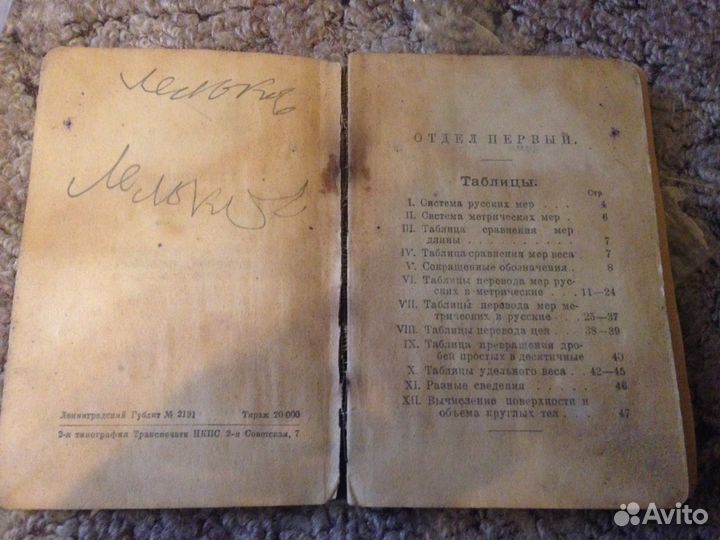 Ленинградский Гублит № 2191 Тираж 20 000
2-я типография Транспечати НКПС 2-я Советская, 7
ОТДЕЛ ПЕРВЫЙ.
Таблицы.
Стр
I. Система русских мер . . . 4
II. Система метрических мер . 6
III. Таблица сравнения мер
длины . . . . . . . . . . 7
IV. Таблица сравнения мер веса . 7
V. Сокращенные обозначения . 8
VI. Таблицы перевода мер рус-
ских в метрические . . . 11—24
VII. Таблицы перевода мер ме-
трических в русские . . . 25—37
VIII. Таблицы перевода цен . . . 38—39
IX. Таблица превращения дро-
бей простых в десятичные 40
X. Таблицы удельного веса . . 42—45
XI. Разные сведения . . . . . 46
XII. Вычисление поверхности и
объема круглых тел . . . 47
Avito